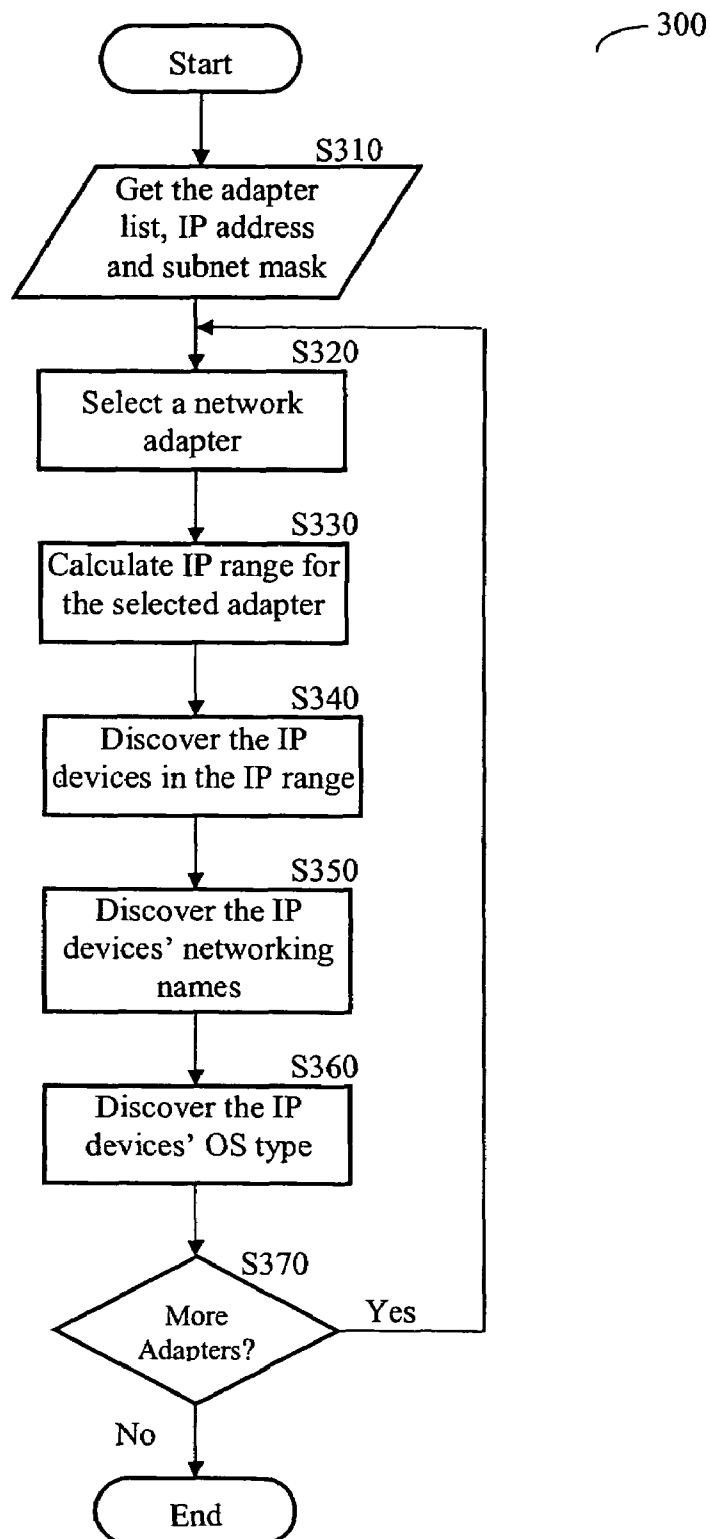 300
Start
S310
Get the adapter
list, IP address
and subnet mask
S320
Select a network
adapter
S330
Calculate IP range for
the selected adapter
S340
Discover the IP
devices in the IP range
S350
Discover the IP
devices’ networking
names
S360
Discover the IP
devices’ OS type
S370
More
Adapters?
Yes
No
End